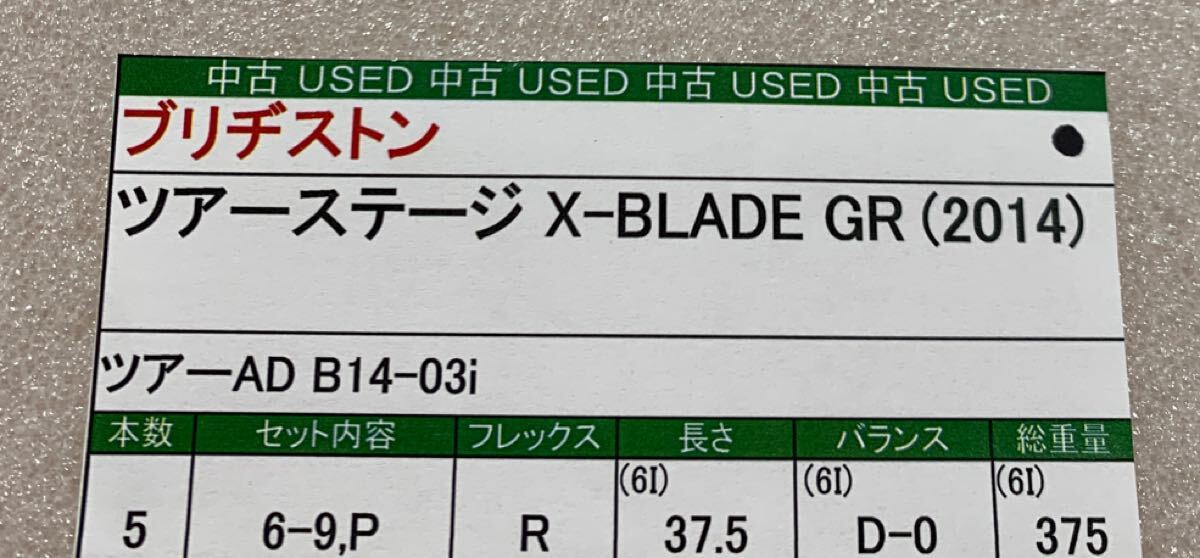 中古 USED 中古 USED 中古 USED 中古 USED
ブリヂストン
ツアーステージ X-BLADE GR(2014)
ツアーAD B14-03i
本数 セット内容 フレックス 長さ バランス 総重量
(6I) (6I) (6I)
5 6-9,P R 37.5 D-0 375